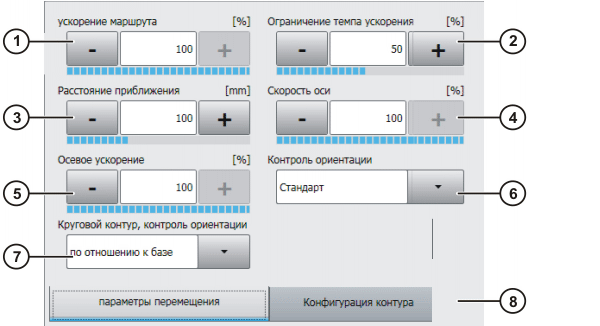 ускорение маршрута [%] Ограничение темпа ускорения [%]
1 - 100 + - 50 + 2
Расстояние приближения [mm] Скорость оси [%]
3 - 100 + - 100 + 4
Осевое ускорение [%] Контроль ориентации
5 - 100 + Стандарт 6
Круговой контур, контроль ориентации
7 по отношению к базе
параметры перемещения Конфигурация контура 8